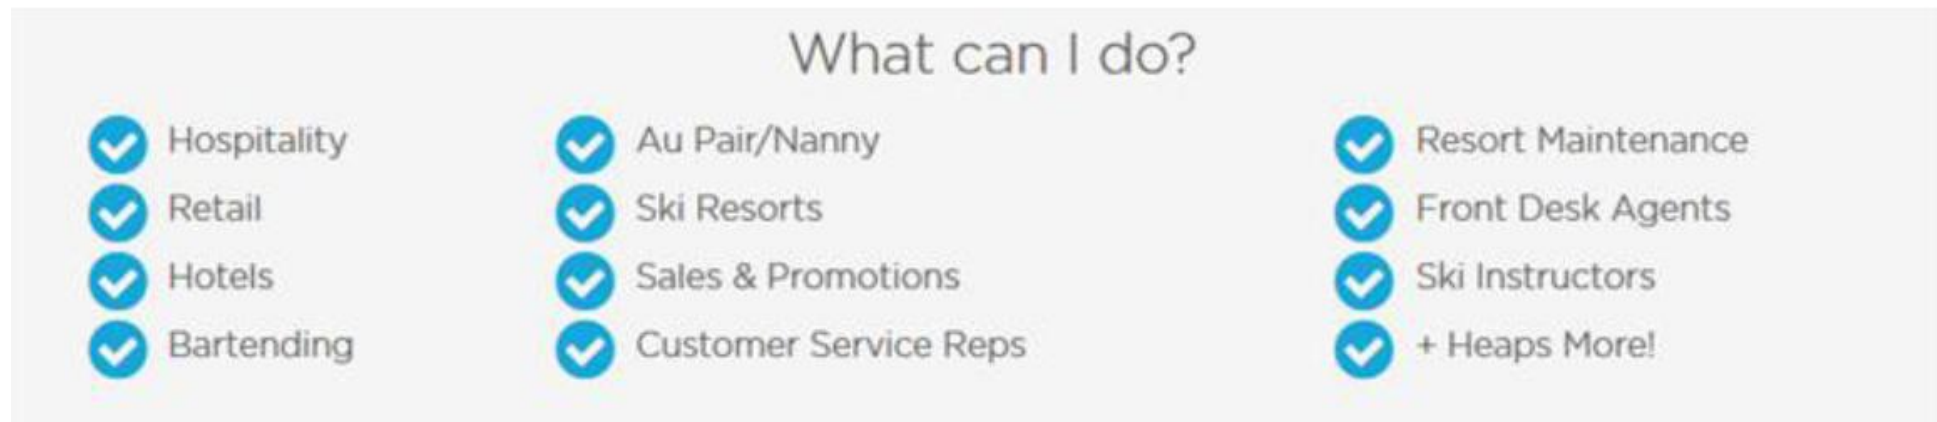 What can I do?
Hospitality
Retail
Hotels
Bartending
Au Pair/Nanny
Ski Resorts
Sales & Promotions
Customer Service Reps
Resort Maintenance
Front Desk Agents
Ski Instructors
+ Heaps More!